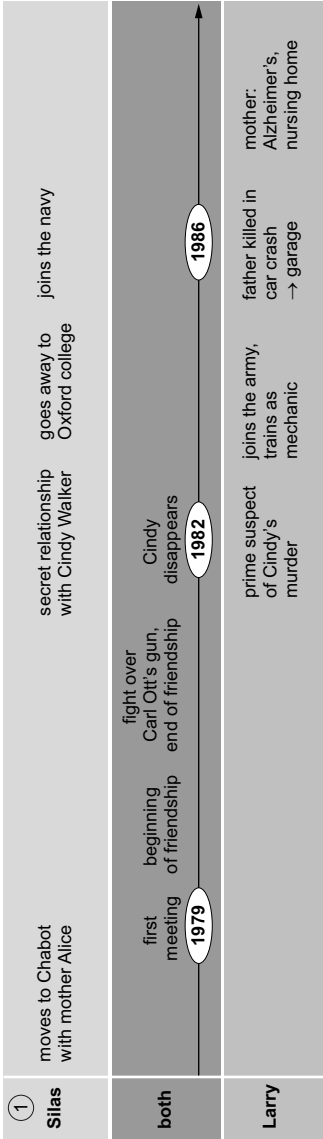 1
Silas
moves to Chabot
with mother Alice
secret relationship
with Cindy Walker
goes away to
Oxford college
joins the navy
both
first
meeting
1979
beginning
of friendship
fight over
Carl Ott's gun,
end of friendship
Cindy
disappears
1982
1986
Larry
prime suspect
of Cindy's
murder
joins the army,
trains as
mechanic
father killed in
car crash
→ garage
mother:
Alzheimer's,
nursing home